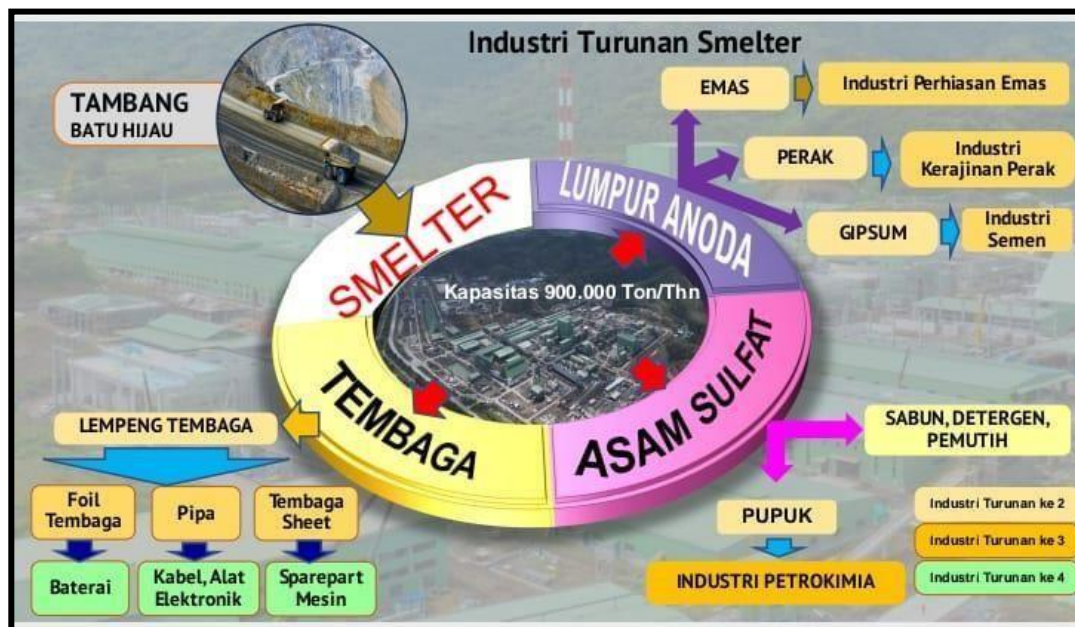 Industri Turunan Smelter
TAMBANG
BATU HIJAU
EMAS
Industri Perhiasan Emas
PERAK
Industri
Kerajinan Perak
GIPSUM
Industri
Semen
SMELTER
LUMPUR ANODA
Kapasitas 900.000 Ton/Thn
TEMBAGA
ASAM SULFAT
LEMPENG TEMBAGA
Foil
Tembaga
Pipa
Tembaga
Sheet
Baterai
Kabel, Alat
Elektronik
Sparepart
Mesin
SABUN, DETERGEN,
PEMUTIH
PUPUK
INDUSTRI PETROKIMIA
Industri Turunan ke 2
Industri Turunan ke 3
Industri Turunan ke 4